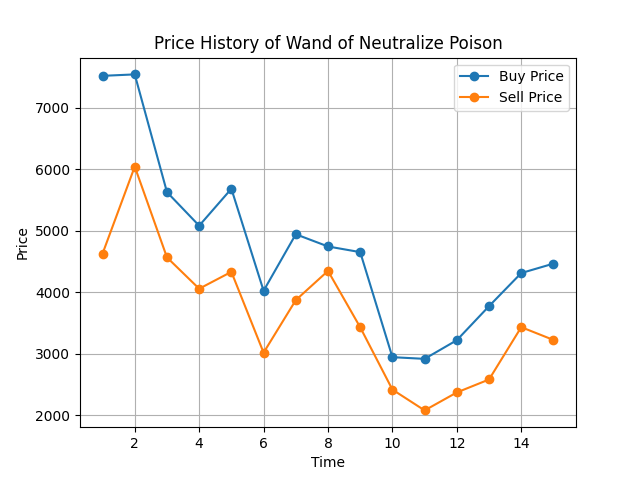 Price History of Wand of Neutralize Poison
Buy Price
Sell Price
Price
7000
6000
5000
4000
3000
2000
2 4 6 8 10 12 14
Time